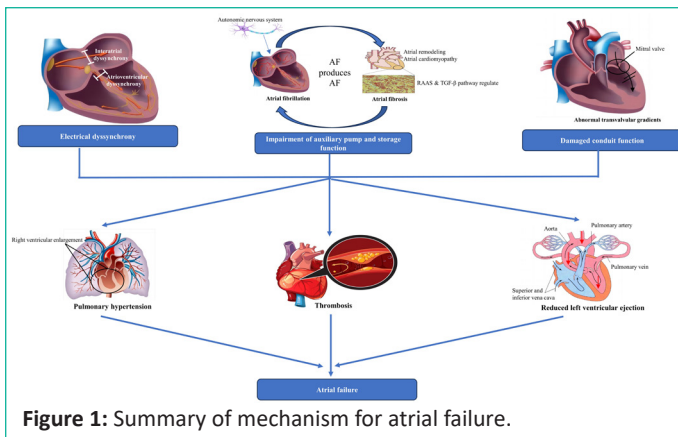 Interatrial
dyssynchrony
Atrioventricular
dyssynchrony
Electrical dyssynchrony
Autonomic nervous system
AF
produces
AF
Atrial fibrillation
Atrial remodeling
Atrial cardiomyopathy
RAAS & TGF-β pathway regulate
Atrial fibrosis
Impairment of auxiliary pump and storage
function
Mitral valve
Abnormal transvalvular gradients
Damaged conduit function
Right ventricular enlargement
Pulmonary hypertension
Thrombosis
Aorta
Pulmonary artery
Pulmonary vein
Superior and
inferior vena cava
Reduced left ventricular ejection
Atrial failure
Figure 1: Summary of mechanism for atrial failure.